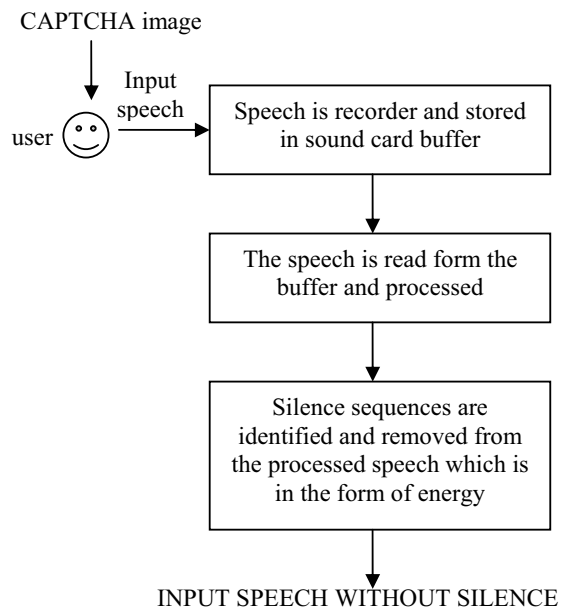 CAPTCHA image
Input
speech
user
Speech is recorder and stored
in sound card buffer
The speech is read form the
buffer and processed
Silence sequences are
identified and removed from
the processed speech which is
in the form of energy
INPUT SPEECH WITHOUT SILENCE